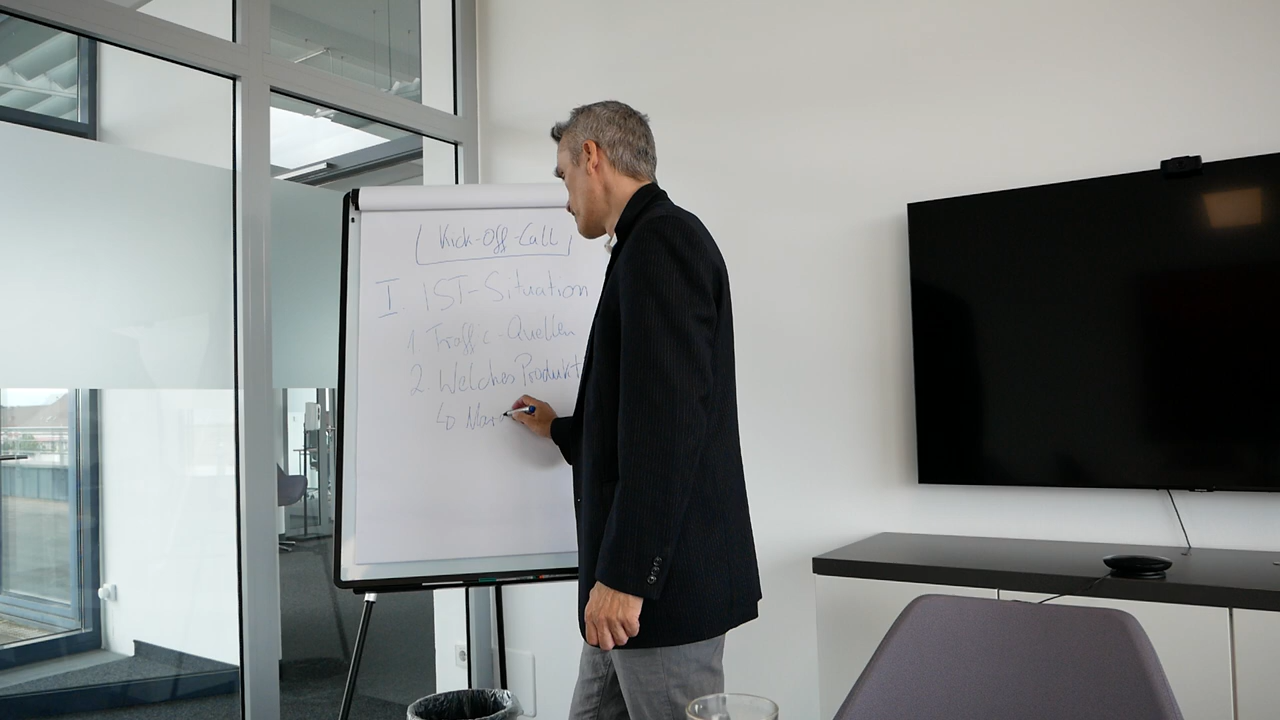 Kick-Off-Call
I. IST-Situation
1. Traffic-Quellen
2. Welches Produkt